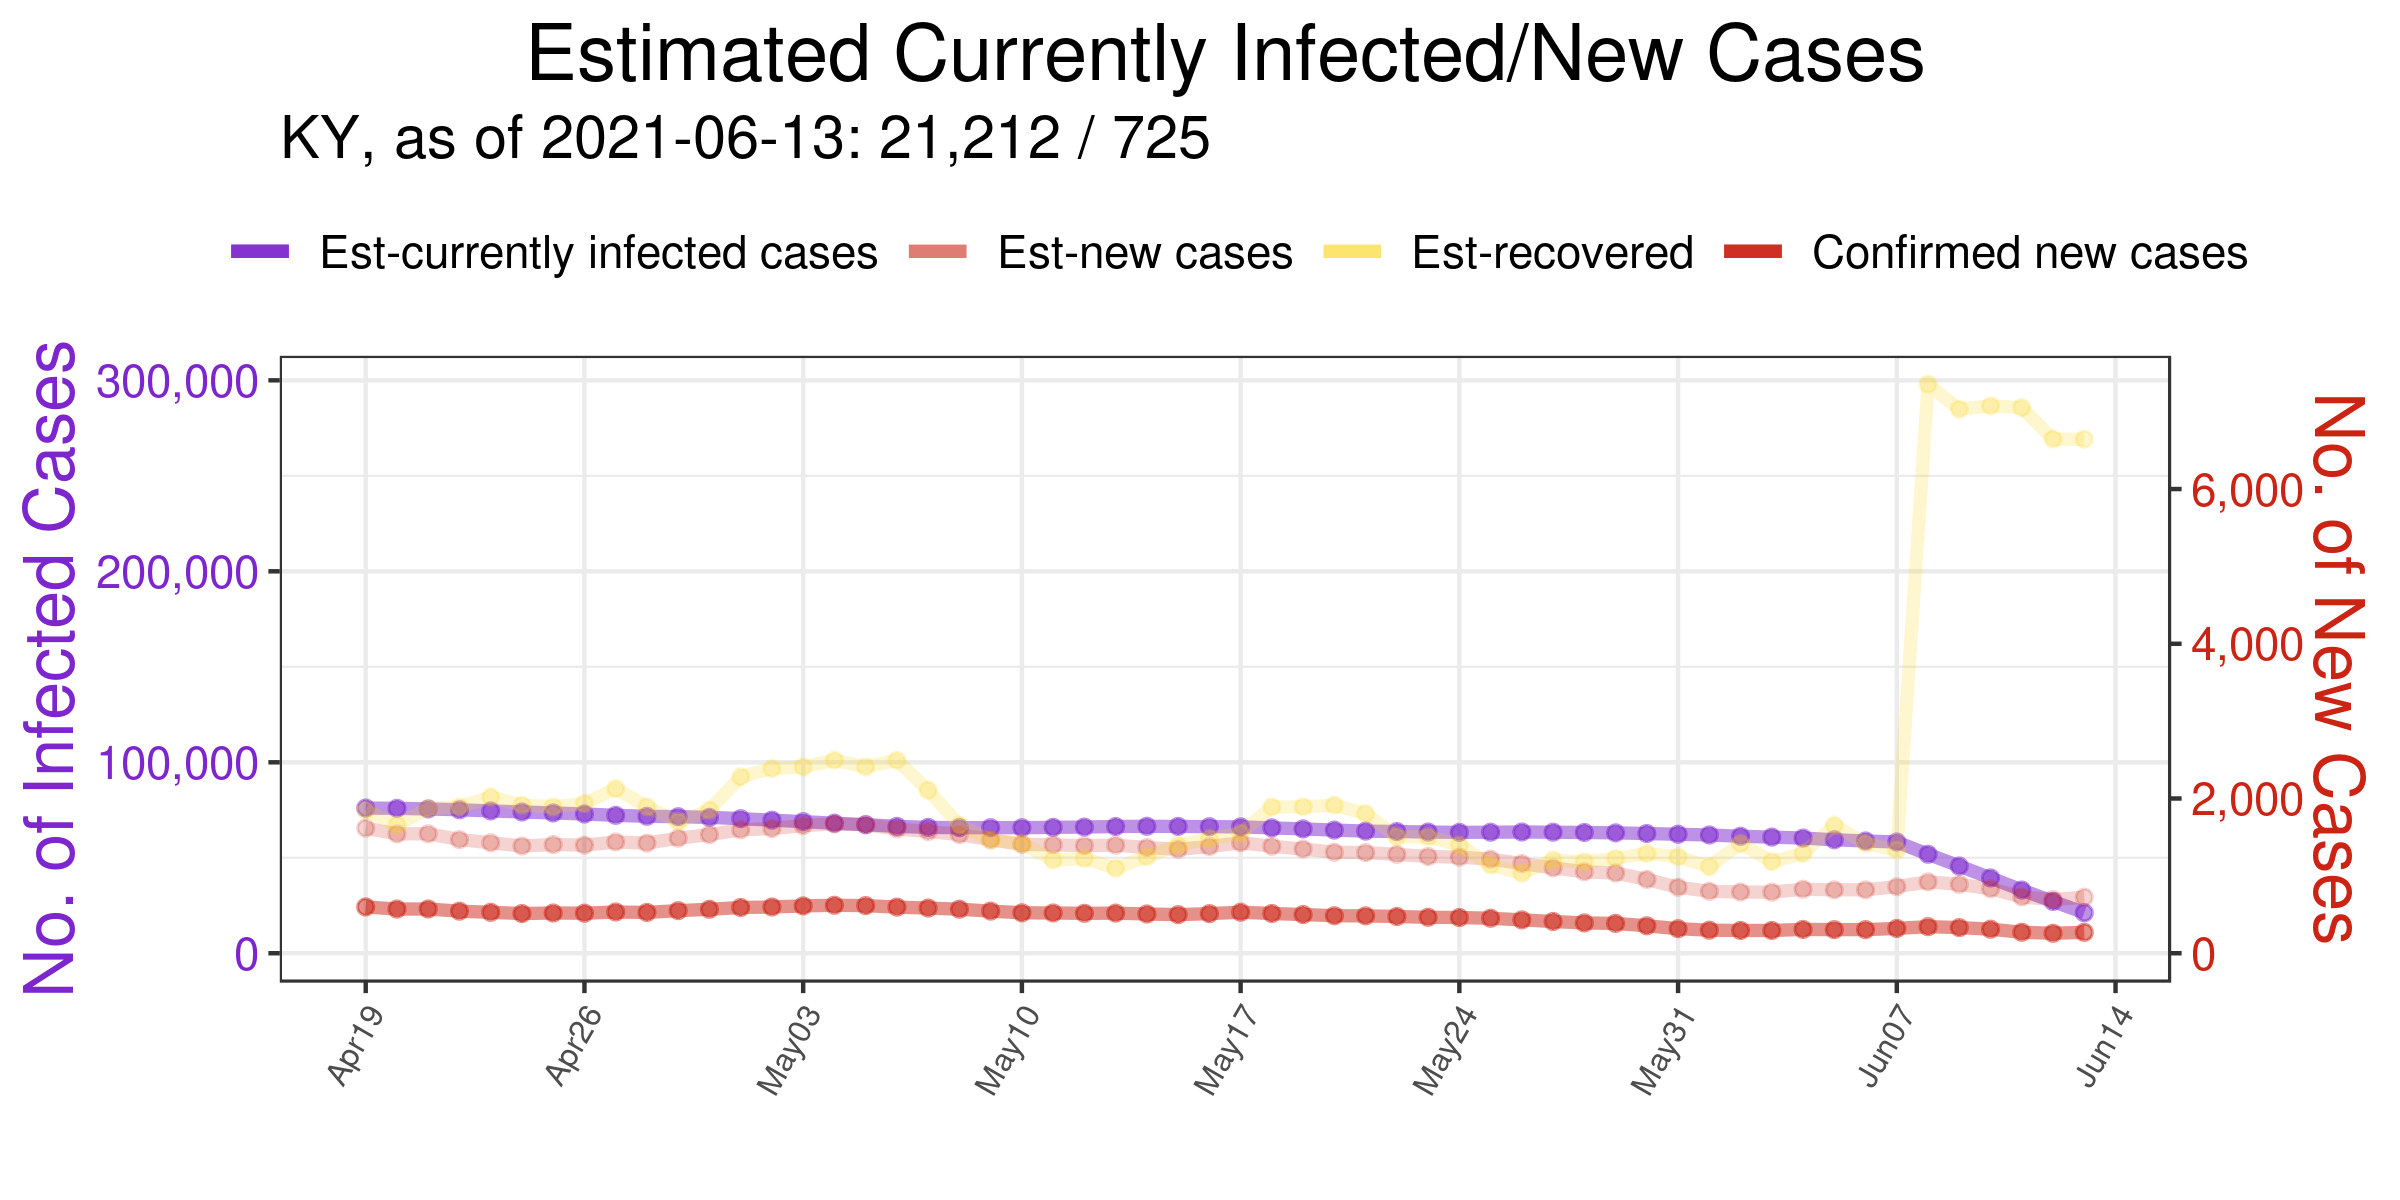 Estimated Currently Infected/New Cases
KY, as of 2021-06-13: 21,212 / 725
Est-currently infected cases Est-new cases Est-recovered Confirmed new cases
No. of Infected Cases
300,000
200,000
100,000
0
6,000
4,000
2,000
0
No. of New Cases
Apr19 Apr26 May03 May10 May17 May24 May31 Jun07 Jun14